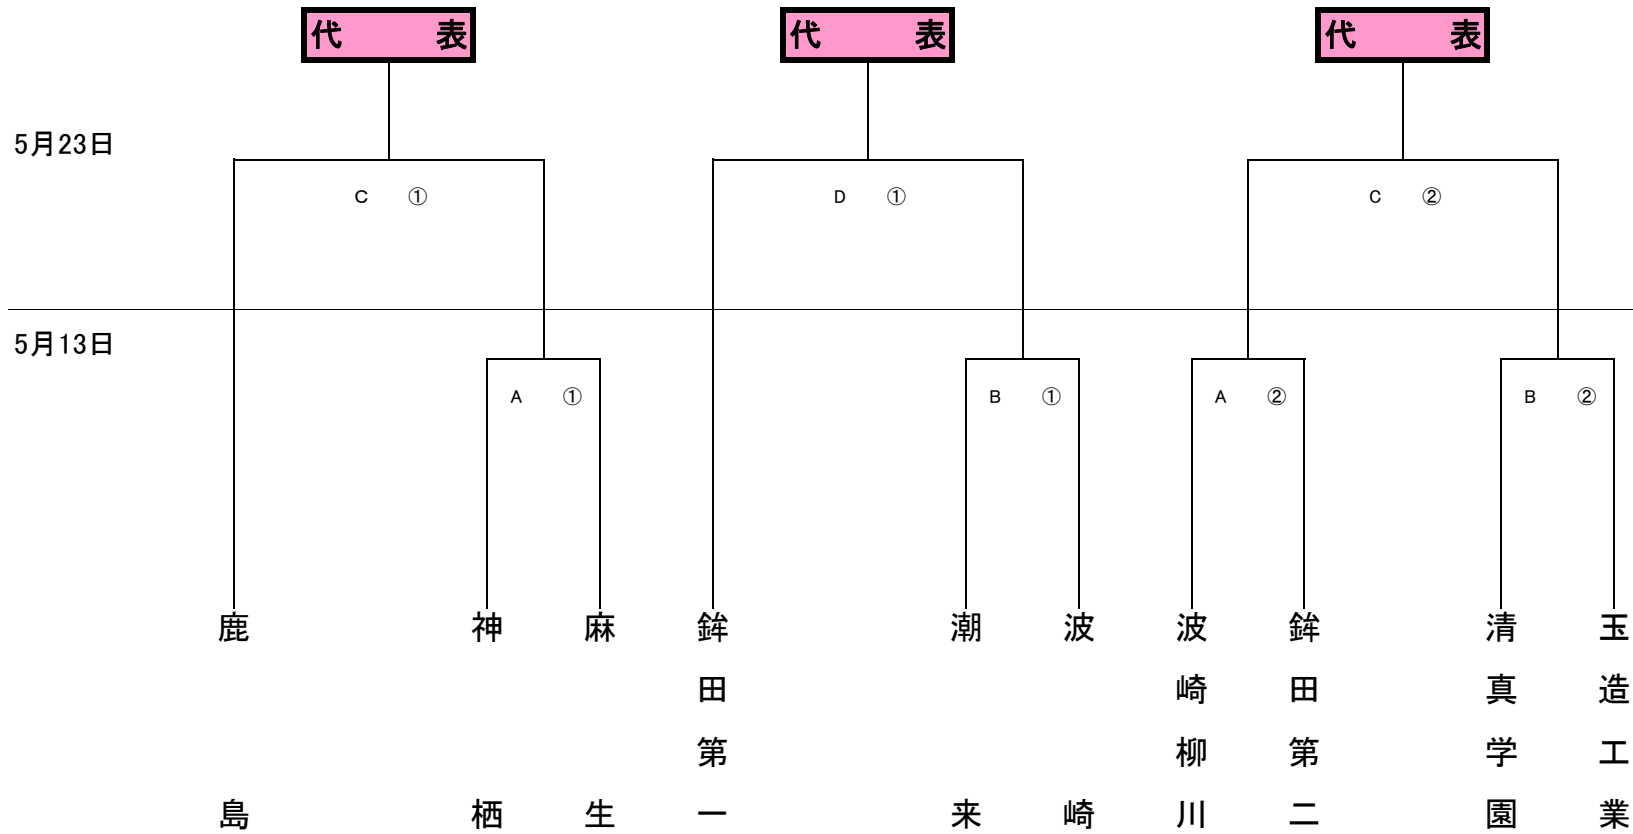 代表
代表
代表
5月23日
C ①
D ①
C ②
5月13日
A ①
B ①
A ②
B ②
鹿島
神栖
麻生
鉾田第一
潮来
波崎
波崎柳川
鉾田第二
清真学園
玉造工業